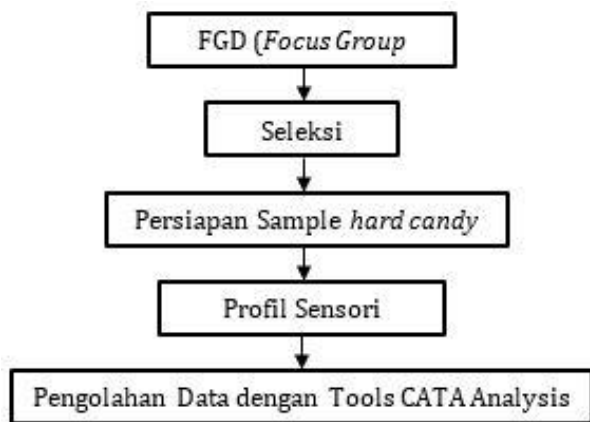 FGD (Focus Group
Seleksi
Persiapan Sample hard candy
Profil Sensori
Pengolahan Data dengan Tools CATA Analysis